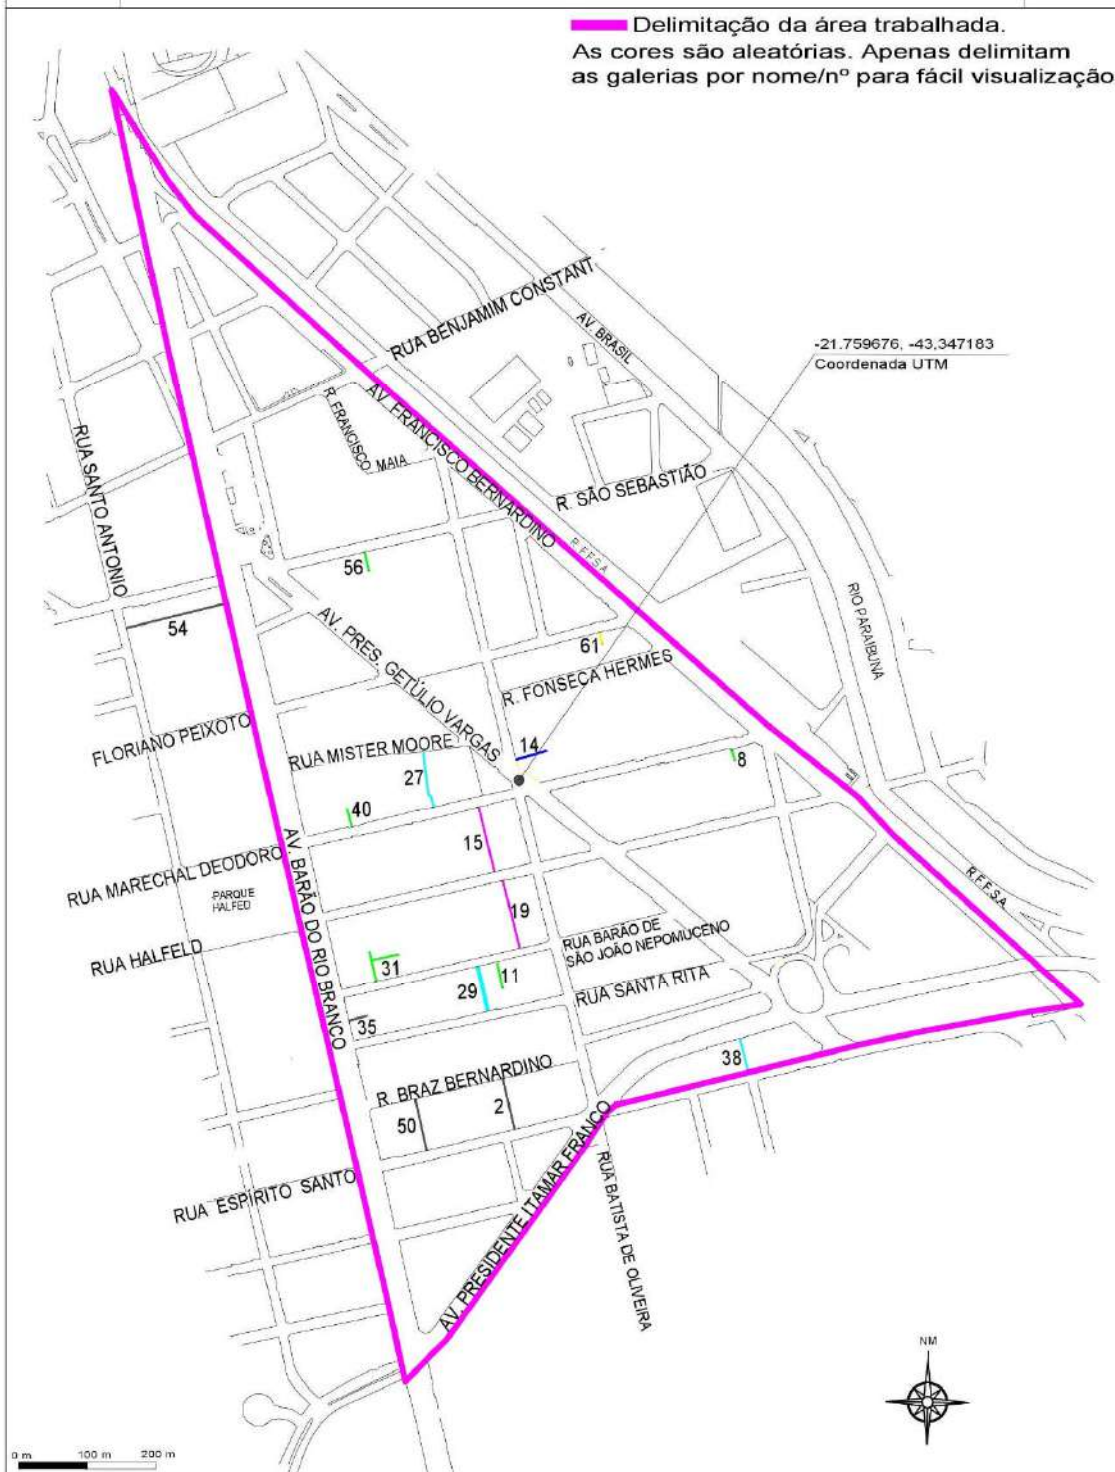 Delimitação da área trabalhada.
As cores são aleatórias. Apenas delimitam
as galerias por nome/nº para fácil visualização
RUA BENJAMIM CONSTANT
AV. BRASIL
-21.759676, -43.347183
Coordenada UTM
R. FRANCISCO MAIA
AV. FRANCISCO BERNARDINO
RUA SANTO ANTONIO
R. SÃO SEBASTIÃO
R.F.F.S.A
56
RIO PARAIBUNA
54
AV. PRES. GETÚLIO VARGAS
61
R. FONSECA HERMES
FLORIANO PEIXOTO
RUA MISTER MOORE
14
27
8
40
15
AV. BARÃO DO RIO BRANCO
RUA MARECHAL DEODORO
PARQUE
HALFED
R.F.F.S.A
19
RUA HALFELD
RUA BARÃO DE
SÃO JOÃO NEPOMUCENO
31
11
29
RUA SANTA RITA
35
38
R. BRAZ BERNARDINO
2
50
AV. PRESIDENTE ITAMAR FRANCO
RUA ESPIRITO SANTO
RUA BATISTA DE OLIVEIRA
NM
0 m 100 m 200 m